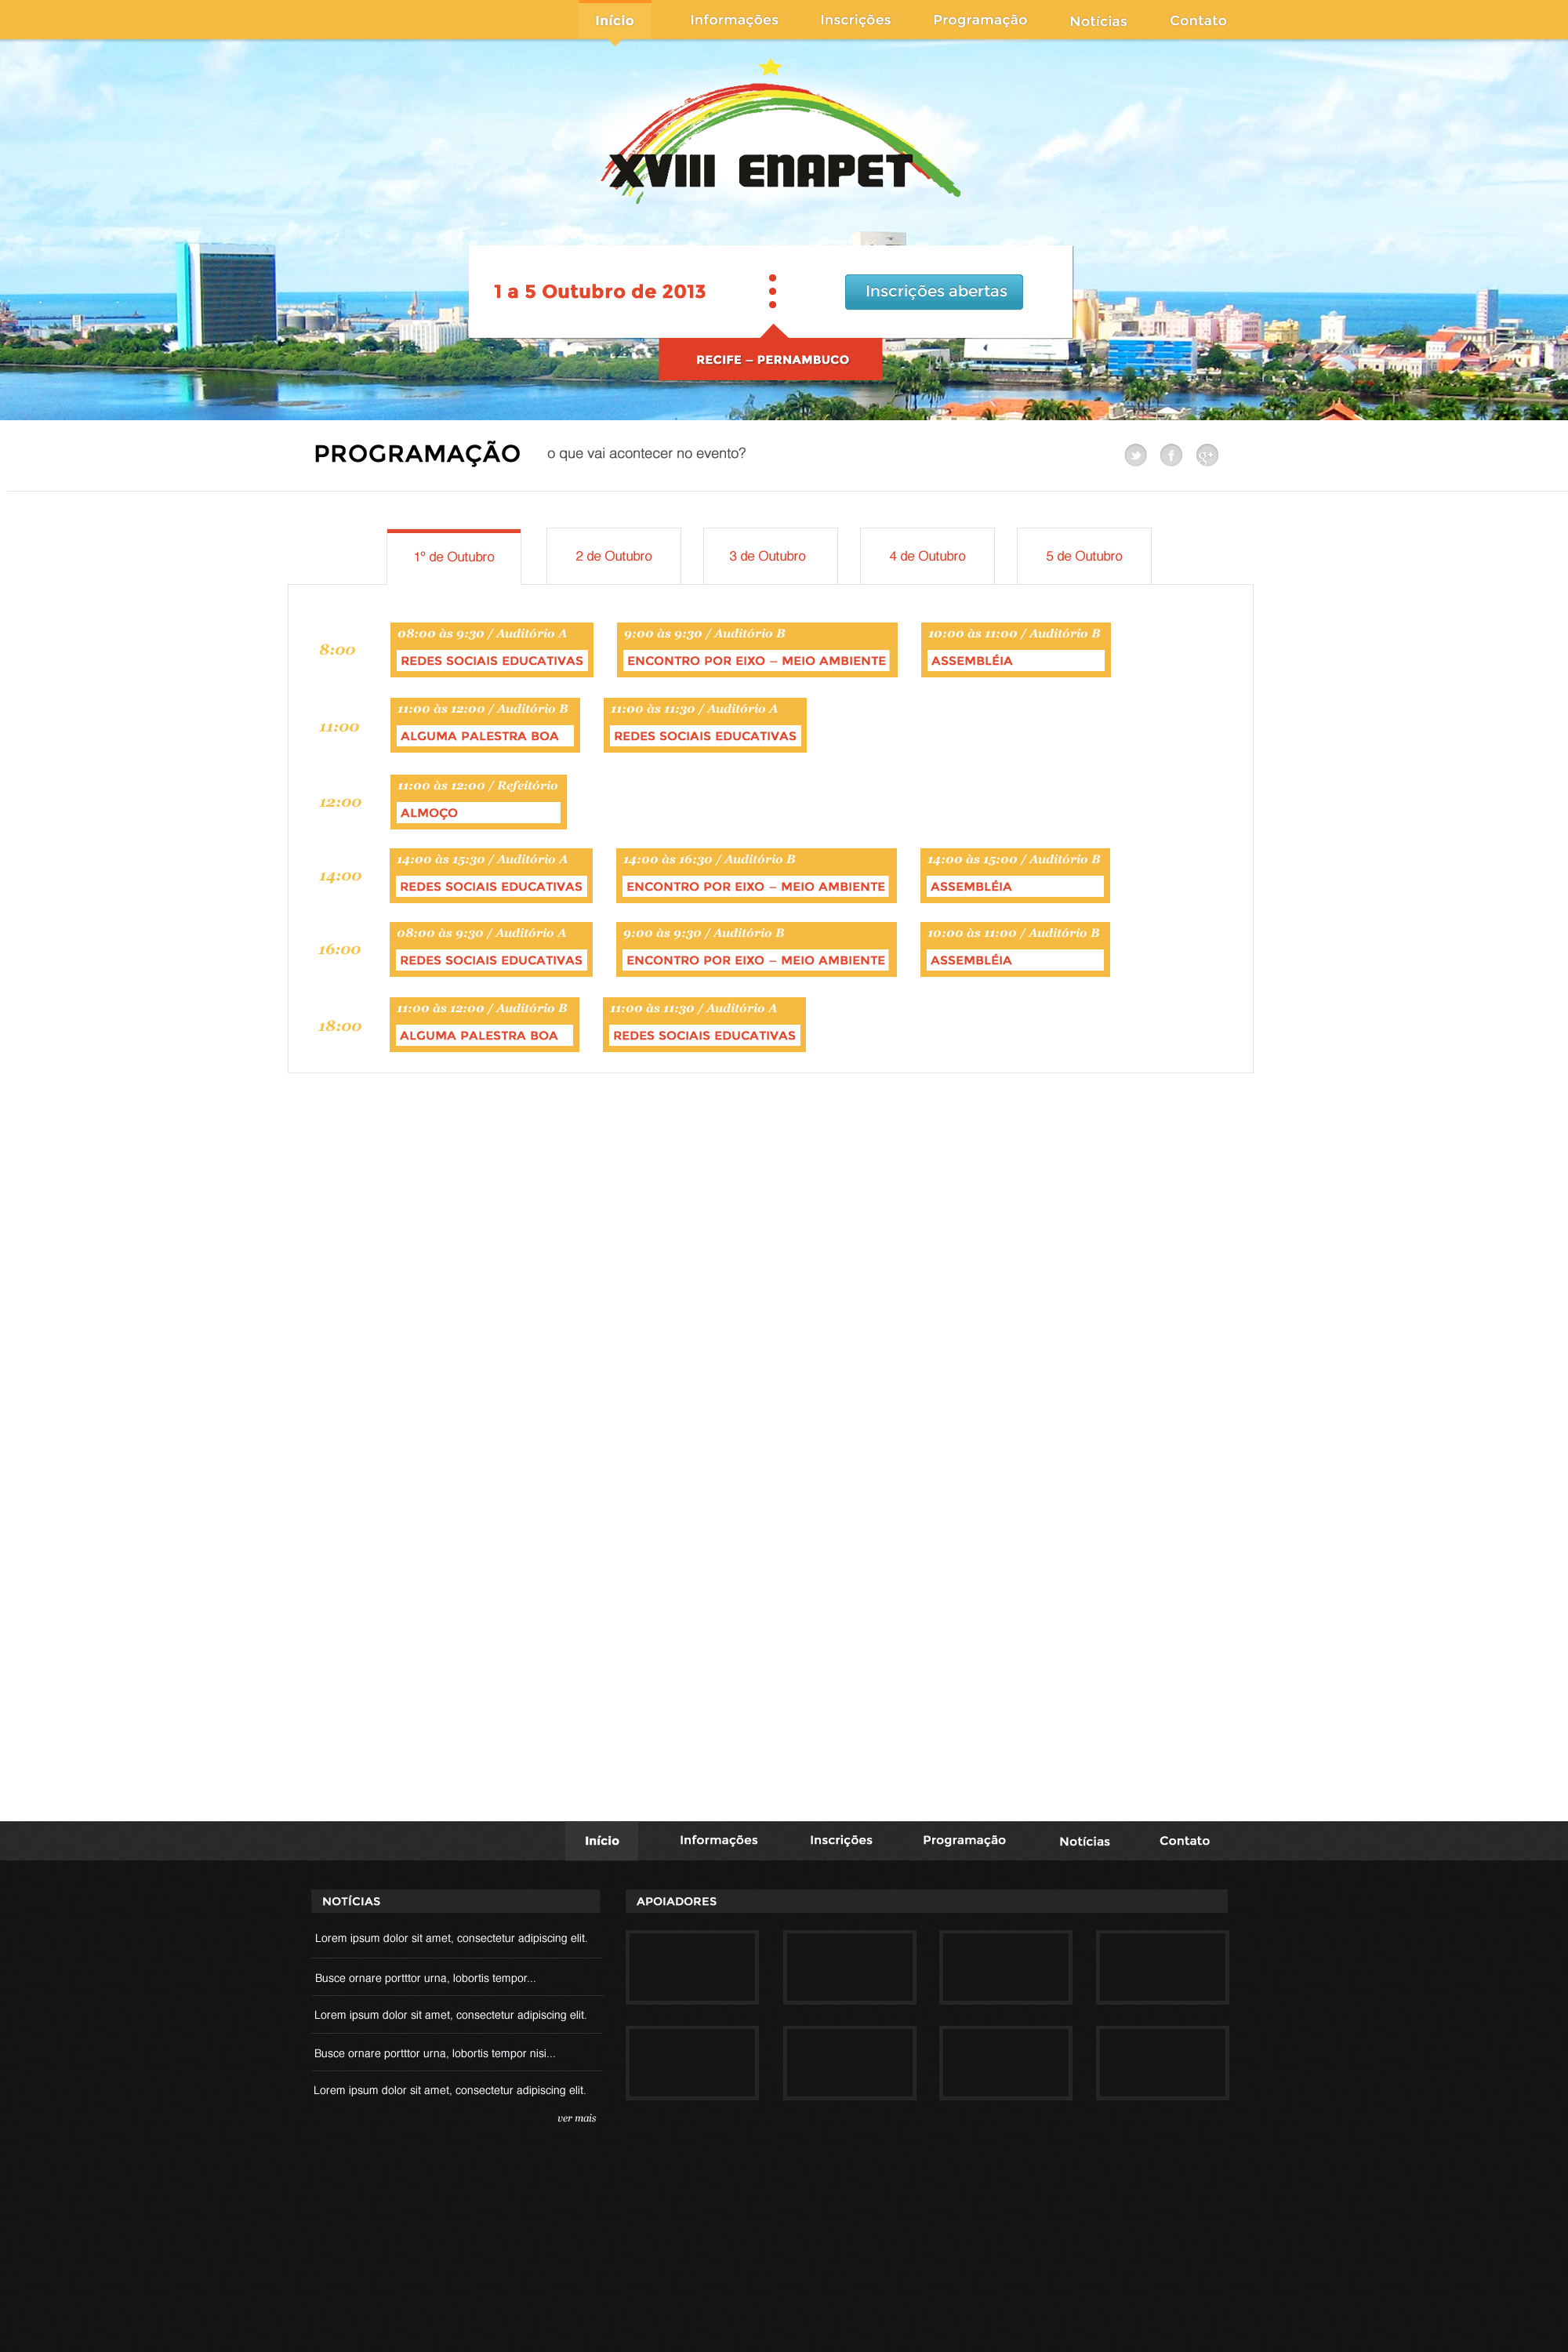 Início Informações Inscrições Programação Notícias Contato
XVIII ENAPET
1 a 5 Outubro de 2013
Inscrições abertas
RECIFE – PERNAMBUCO
PROGRAMAÇÃO o que vai acontecer no evento?
1º de Outubro 2 de Outubro 3 de Outubro 4 de Outubro 5 de Outubro
8:00
08:00 às 9:30 / Auditório A
REDES SOCIAIS EDUCATIVAS
9:00 às 9:30 / Auditório B
ENCONTRO POR EIXO – MEIO AMBIENTE
10:00 às 11:00 / Auditório B
ASSEMBLÉIA
11:00
11:00 às 12:00 / Auditório B
ALGUMA PALESTRA BOA
11:00 às 11:30 / Auditório A
REDES SOCIAIS EDUCATIVAS
12:00
11:00 às 12:00 / Refeitório
ALMOÇO
14:00
14:00 às 15:30 / Auditório A
REDES SOCIAIS EDUCATIVAS
14:00 às 16:30 / Auditório B
ENCONTRO POR EIXO – MEIO AMBIENTE
14:00 às 15:00 / Auditório B
ASSEMBLÉIA
16:00
08:00 às 9:30 / Auditório A
REDES SOCIAIS EDUCATIVAS
9:00 às 9:30 / Auditório B
ENCONTRO POR EIXO – MEIO AMBIENTE
10:00 às 11:00 / Auditório B
ASSEMBLÉIA
18:00
11:00 às 12:00 / Auditório B
ALGUMA PALESTRA BOA
11:00 às 11:30 / Auditório A
REDES SOCIAIS EDUCATIVAS
Início Informações Inscrições Programação Notícias Contato
NOTÍCIAS
Lorem ipsum dolor sit amet, consectetur adipiscing elit.
Busce ornare portttor urna, lobortis tempor...
Lorem ipsum dolor sit amet, consectetur adipiscing elit.
Busce ornare portttor urna, lobortis tempor nisi...
Lorem ipsum dolor sit amet, consectetur adipiscing elit.
ver mais
APOIADORES